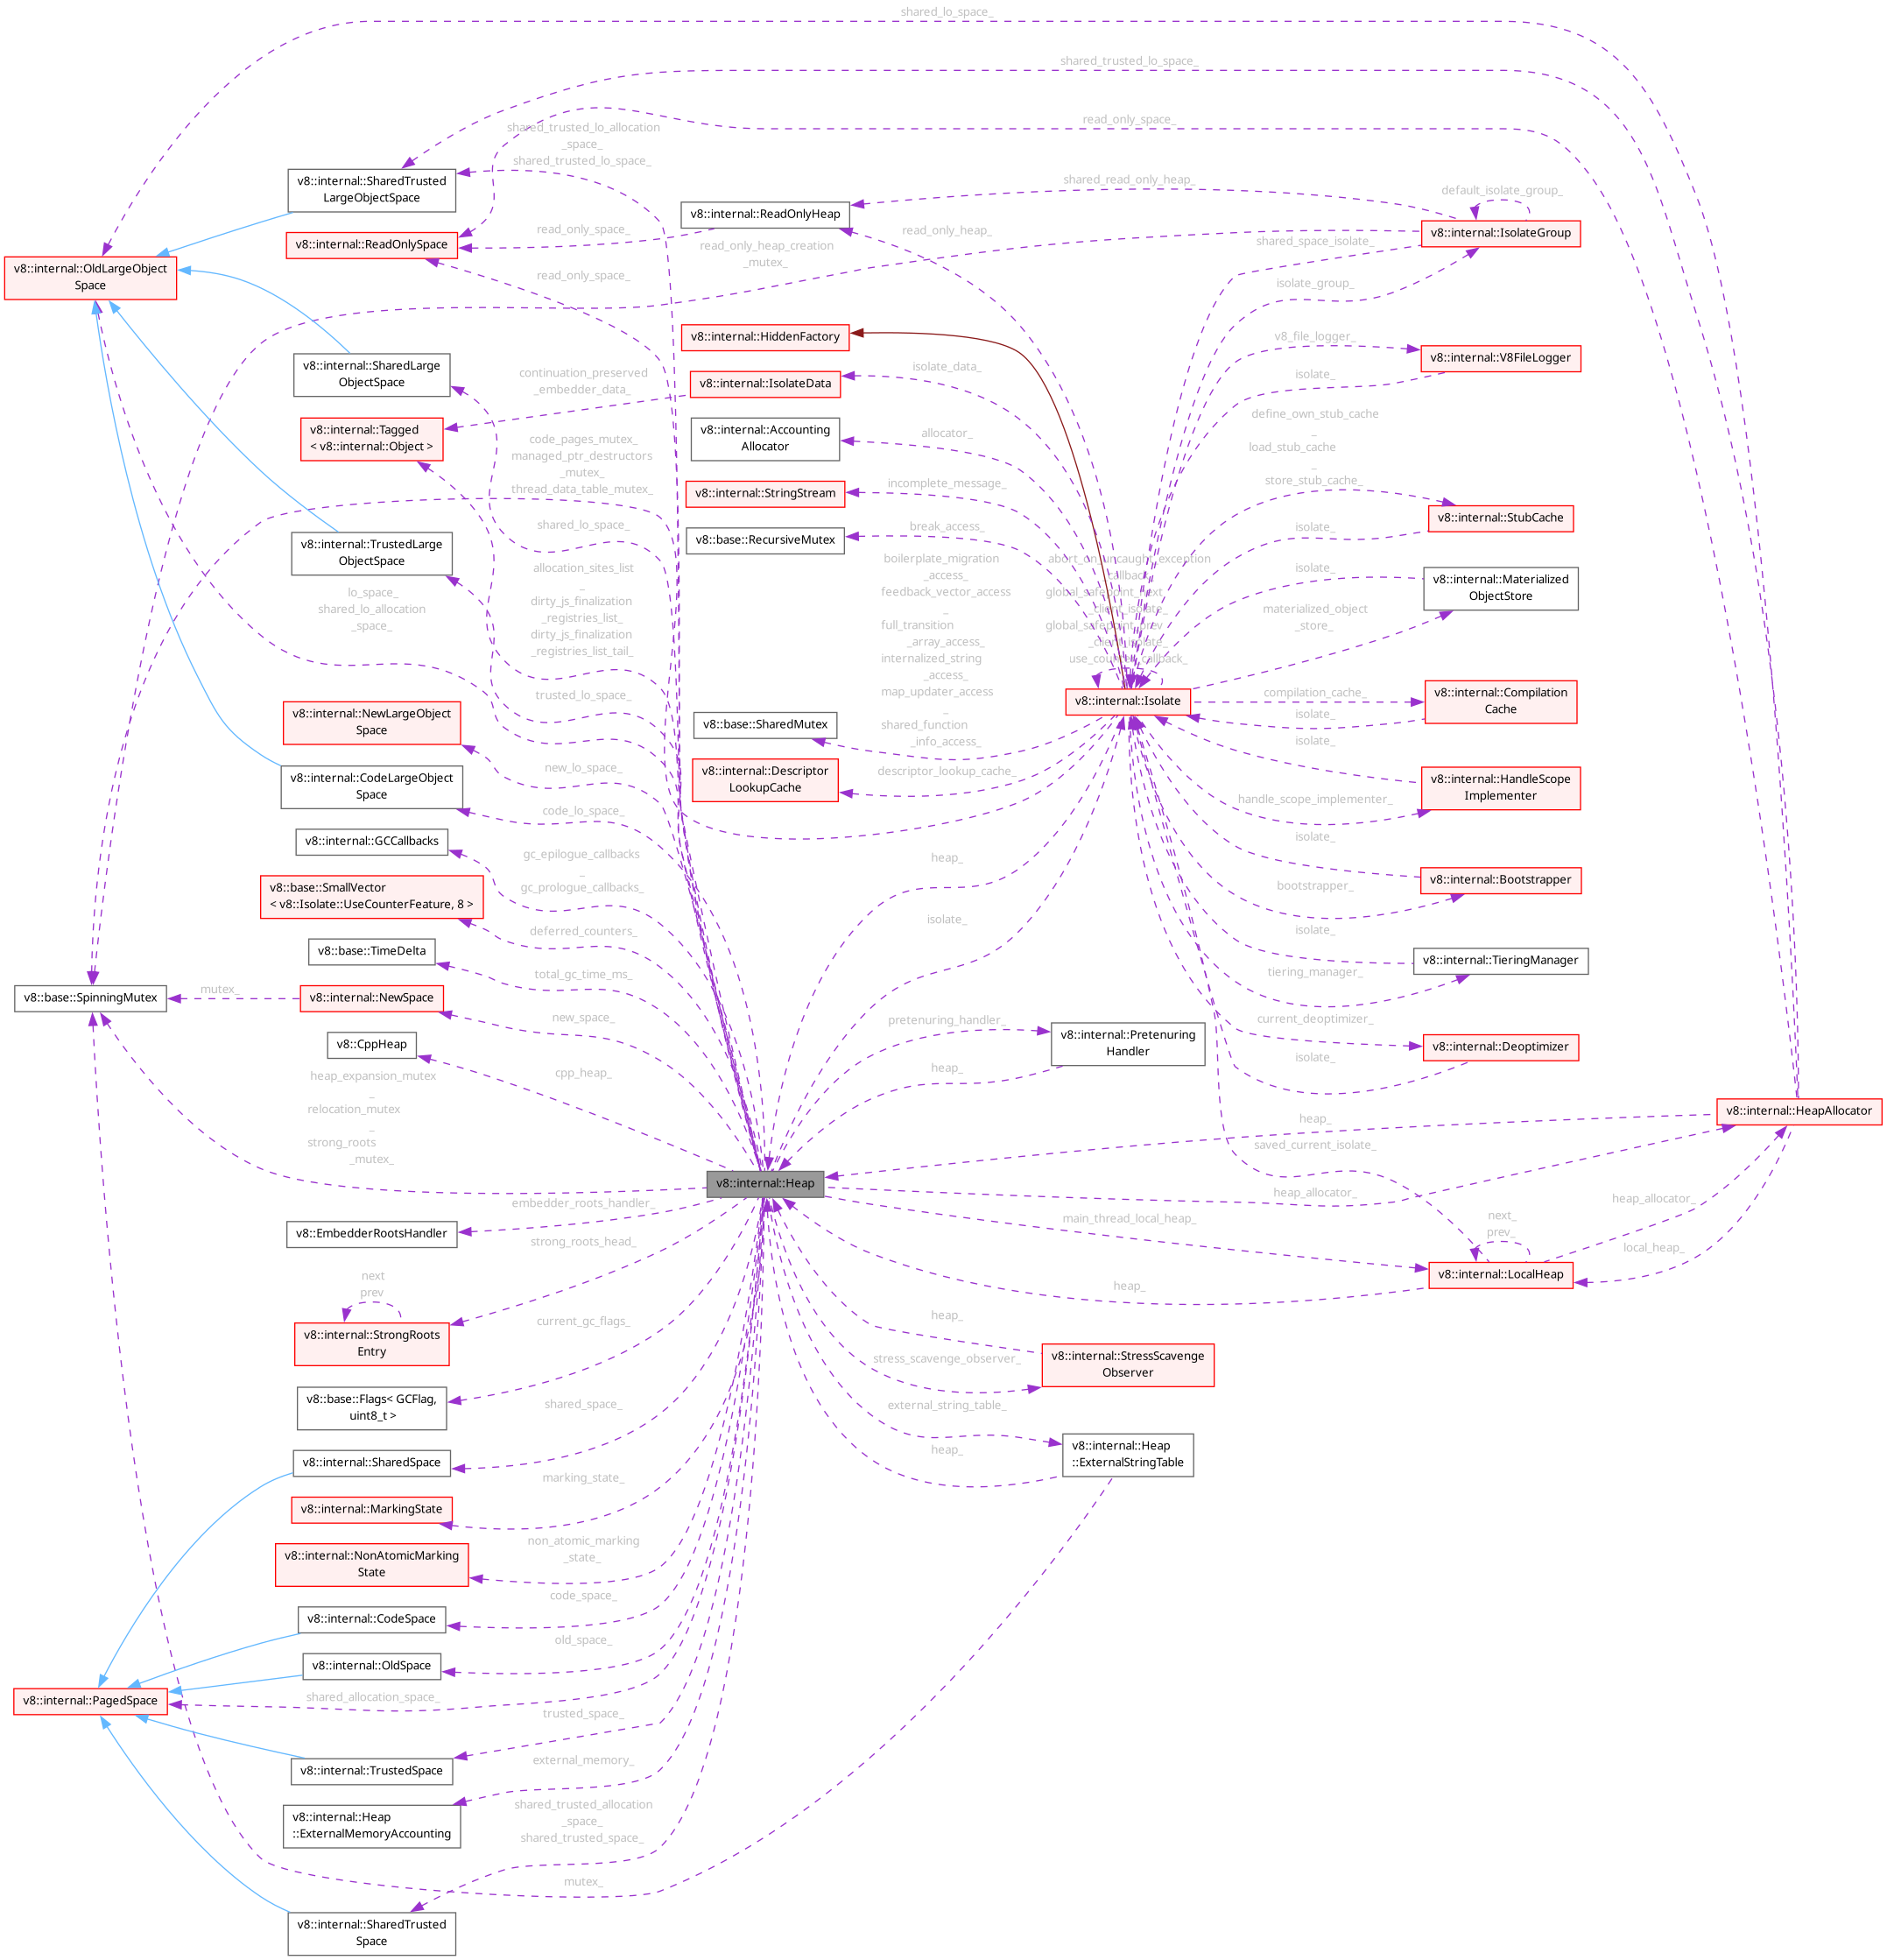 shared_lo_space_
shared_trusted_lo_space_
read_only_space_
shared_trusted_lo_allocation
_space_
shared_trusted_lo_space_
v8::internal::SharedTrusted
LargeObjectSpace
shared_read_only_heap_
default_isolate_group_
v8::internal::ReadOnlyHeap
v8::internal::ReadOnlySpace
read_only_space_
read_only_heap_
v8::internal::IsolateGroup
read_only_heap_creation
_mutex_
shared_space_isolate_
v8::internal::OldLargeObject
Space
read_only_space_
isolate_group_
v8::internal::HiddenFactory
v8_file_logger_
v8::internal::V8FileLogger
v8::internal::SharedLarge
ObjectSpace
continuation_preserved
_embedder_data_
v8::internal::IsolateData
isolate_data_
isolate_
v8::internal::Tagged
< v8::internal::Object >
v8::internal::Accounting
Allocator
allocator_
define_own_stub_cache
_
load_stub_cache
_
store_stub_cache_
code_pages_mutex_
managed_ptr_destructors
_mutex_
thread_data_table_mutex_
v8::internal::StringStream
incomplete_message_
v8::internal::StubCache
shared_lo_space_
v8::base::RecursiveMutex
break_access_
isolate_
v8::internal::TrustedLarge
ObjectSpace
allocation_sites_list
_
dirty_js_finalization
_registries_list_
dirty_js_finalization
_registries_list_tail_
boilerplate_migration
_access_
feedback_vector_access
_
full_transition
_array_access_
internalized_string
_access_
map_updater_access
_
shared_function
_info_access_
abort_on_uncaught_exception
_callback_
global_safepoint_next
_client_isolate_
global_safepoint_prev
_client_isolate_
use_counter_callback_
isolate_
v8::internal::Materialized
ObjectStore
materialized_object
_store_
lo_space_
shared_lo_allocation
_space_
trusted_lo_space_
v8::internal::Isolate
compilation_cache_
v8::internal::Compilation
Cache
isolate_
v8::internal::NewLargeObject
Space
v8::base::SharedMutex
isolate_
new_lo_space_
v8::internal::Descriptor
LookupCache
descriptor_lookup_cache_
v8::internal::HandleScope
Implementer
handle_scope_implementer_
v8::internal::CodeLargeObject
Space
code_lo_space_
v8::internal::GCCallbacks
gc_epilogue_callbacks
_
gc_prologue_callbacks_
heap_
isolate_
v8::internal::Bootstrapper
bootstrapper_
v8::base::SmallVector
< v8::Isolate::UseCounterFeature, 8 >
deferred_counters_
isolate_
isolate_
v8::base::TimeDelta
total_gc_time_ms_
v8::internal::TieringManager
tiering_manager_
v8::base::SpinningMutex
mutex_
v8::internal::NewSpace
new_space_
pretenuring_handler_
v8::internal::Pretenuring
Handler
current_deoptimizer_
v8::internal::Deoptimizer
v8::CppHeap
cpp_heap_
heap_
isolate_
heap_expansion_mutex
_
relocation_mutex
_
strong_roots
_mutex_
v8::internal::HeapAllocator
heap_
saved_current_isolate_
v8::internal::Heap
heap_allocator_
heap_allocator_
v8::EmbedderRootsHandler
embedder_roots_handler_
main_thread_local_heap_
next_
prev_
local_heap_
strong_roots_head_
v8::internal::LocalHeap
next
prev
heap_
v8::internal::StrongRoots
Entry
current_gc_flags_
heap_
v8::internal::StressScavenge
Observer
stress_scavenge_observer_
v8::base::Flags< GCFlag,
uint8_t >
shared_space_
external_string_table_
v8::internal::Heap
::ExternalStringTable
heap_
v8::internal::SharedSpace
marking_state_
v8::internal::MarkingState
non_atomic_marking
_state_
v8::internal::NonAtomicMarking
State
code_space_
v8::internal::CodeSpace
old_space_
v8::internal::OldSpace
v8::internal::PagedSpace
shared_allocation_space_
trusted_space_
v8::internal::TrustedSpace
external_memory_
v8::internal::Heap
::ExternalMemoryAccounting
shared_trusted_allocation
_space_
shared_trusted_space_
mutex_
v8::internal::SharedTrusted
Space